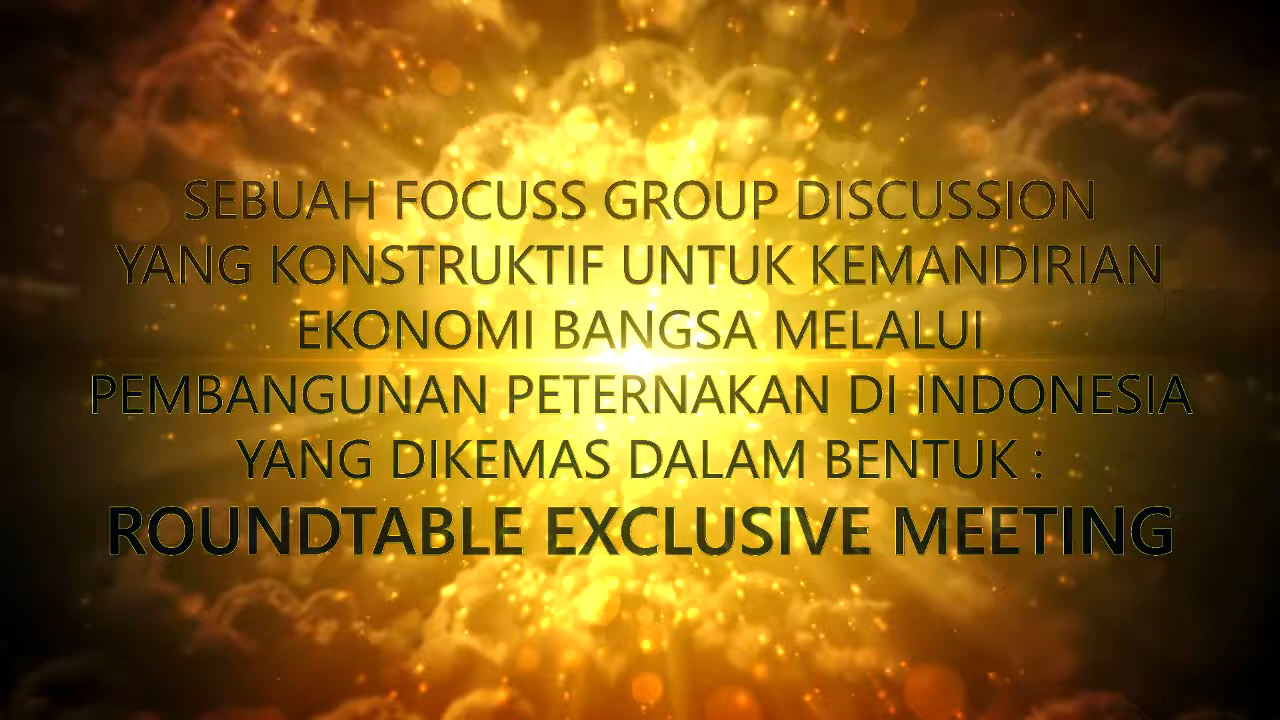 SEBUAH FOCUSS GROUP DISCUSSION
YANG KONSTRUKTIF UNTUK KEMANDIRIAN
EKONOMI BANGSA MELALUI
PEMBANGUNAN PETERNAKAN DI INDONESIA
YANG DIKEMAS DALAM BENTUK :
ROUNDTABLE EXCLUSIVE MEETING